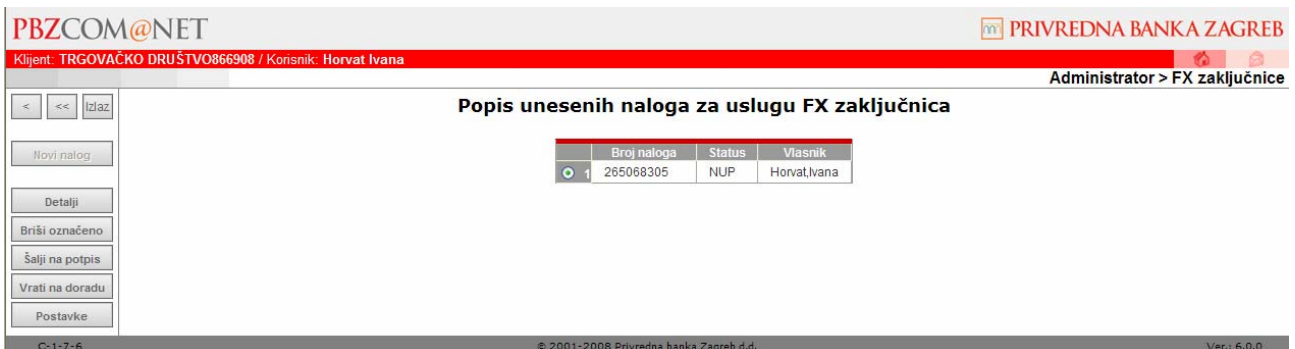 PBZCOM@NET
PRIVREDNA BANKA ZAGREB
Klijent: TRGOVAČKO DRUŠTVO866908 / Korisnik: Horvat Ivana
Administrator > FX zaključnice
< << Izlaz
Popis unesenih naloga za uslugu FX zaključnica
Novi nalog
Broj naloga Status Vlasnik
1 265068305 NUP Horvat,Ivana
Detalji
Briši označeno
Šalji na potpis
Vrati na doradu
Postavke
C-1-7-6 © 2001-2008 Privredna banka Zagreb d.d. Ver.: 6.0.0